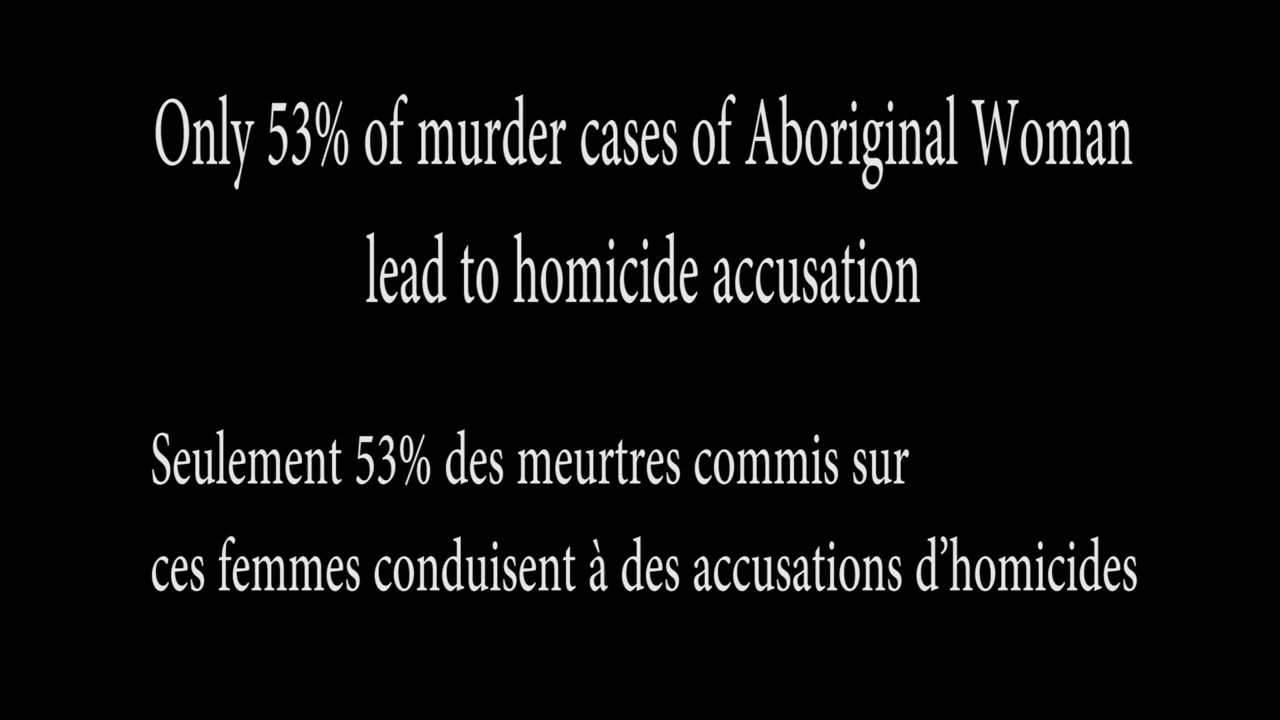 Only 53% of murder cases of Aboriginal Woman
lead to homicide accusation
Seulement 53% des meurtres commis sur
ces femmes conduisent à des accusations d’homicides